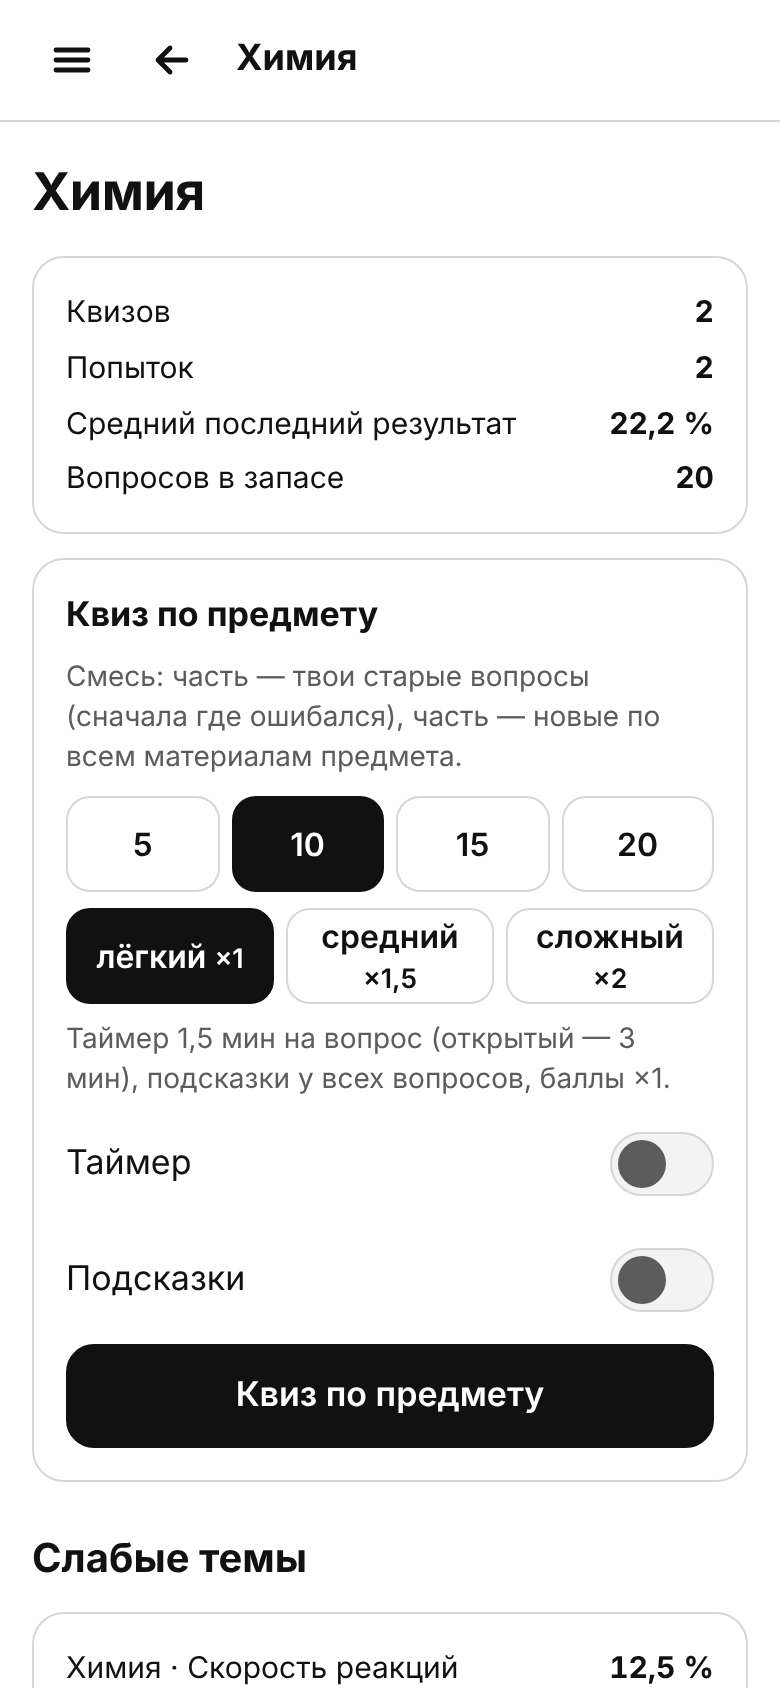 Химия
Химия
Квизов 2
Попыток 2
Средний последний результат 22,2 %
Вопросов в запасе 20
Квиз по предмету
Смесь: часть — твои старые вопросы
(сначала где ошибался), часть — новые по
всем материалам предмета.
5 10 15 20
лёгкий ×1 средний ×1,5 сложный ×2
Таймер 1,5 мин на вопрос (открытый — 3
мин), подсказки у всех вопросов, баллы ×1.
Таймер
Подсказки
Квиз по предмету
Слабые темы
Химия · Скорость реакций 12,5 %